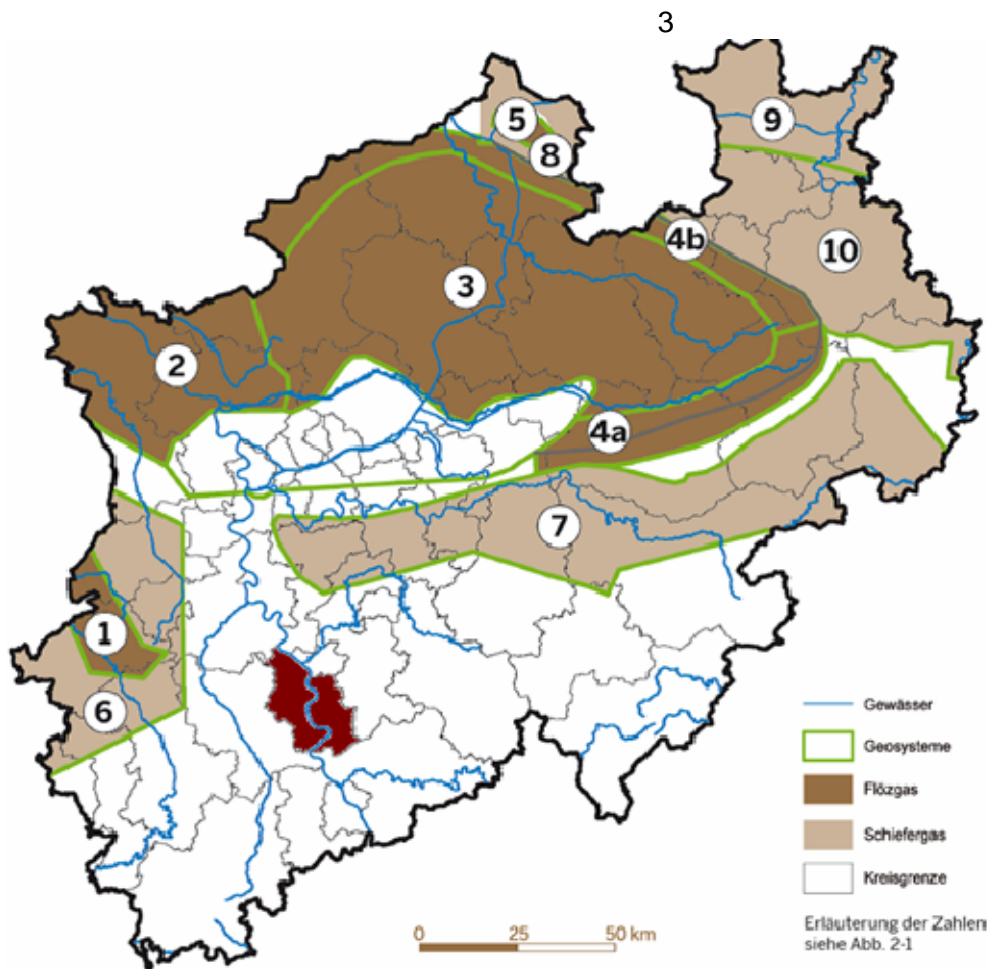 3
5
9
8
4b
10
3
2
4a
7
1
6
Gewässer
Geosysteme
Flözgas
Schiefergas
Kreisgrenze
Erläuterung der Zahlen
siehe Abb. 2-1
0 25 50 km